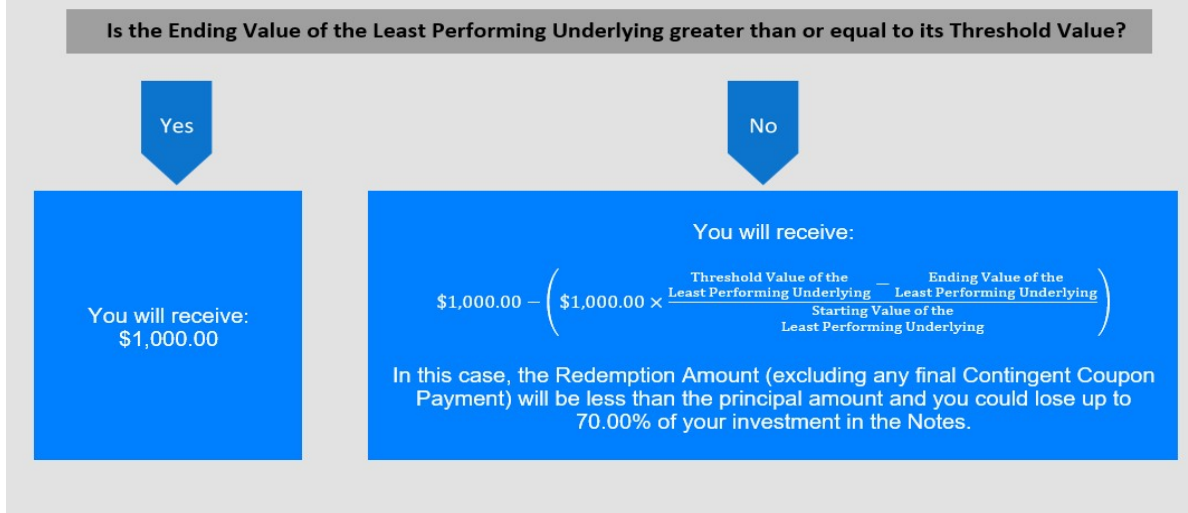 Is the Ending Value of the Least Performing Underlying greater than or equal to its Threshold Value?
Yes
No
You will receive:
$1,000.00
You will receive:
$1,000.00 − ( $1,000.00 × (Threshold Value of the Least Performing Underlying − Ending Value of the Least Performing Underlying) / Starting Value of the Least Performing Underlying )
In this case, the Redemption Amount (excluding any final Contingent Coupon
Payment) will be less than the principal amount and you could lose up to
70.00% of your investment in the Notes.